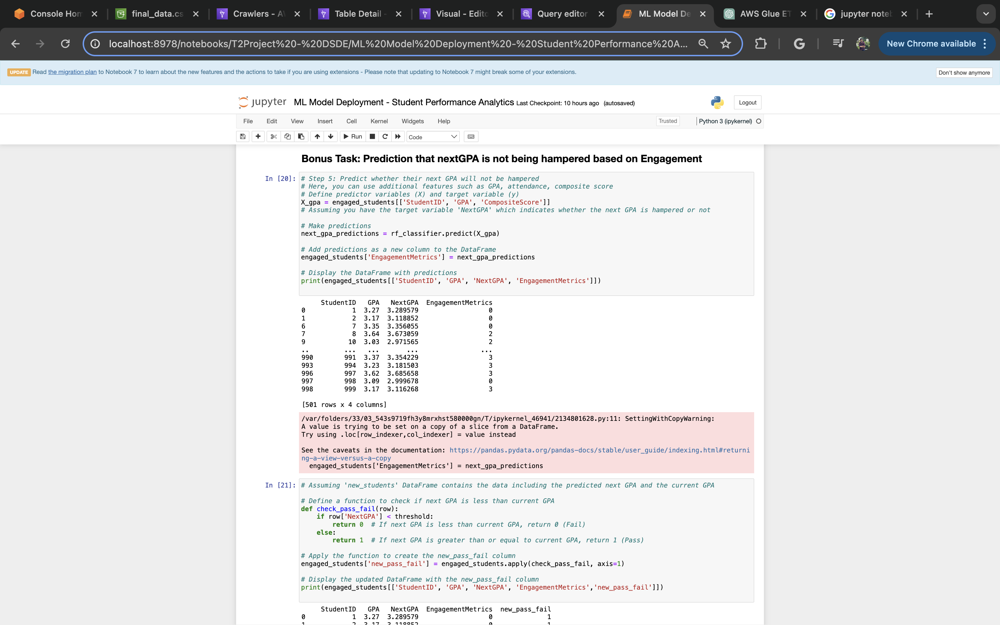 Console Hom
final_data.cs
Crawlers - A
Table Detail -
Visual - Edito
Query editor
ML Model De
AWS Glue ET
jupyter noteb
localhost:8978/notebooks/T2Project%20-%20DSDE/ML%20Model%20Deployment%20-%20Student%20Performance%20A...
New Chrome available
UPDATE Read the migration plan to Notebook 7 to learn about the new features and the actions to take if you are using extensions - Please note that updating to Notebook 7 might break some of your extensions.
Don't show anymore
jupyter ML Model Deployment - Student Performance Analytics Last Checkpoint: 10 hours ago (autosaved)
Logout
File Edit View Insert Cell Kernel Widgets Help
Trusted
Python 3 (ipykernel)
Run
Code
Bonus Task: Prediction that nextGPA is not being hampered based on Engagement
In [20]: # Step 5: Predict whether their next GPA will not be hampered
# Here, you can use additional features such as GPA, attendance, composite score
# Define predictor variables (X) and target variable (y)
X_gpa = engaged_students[['StudentID', 'GPA', 'CompositeScore']]
# Assuming you have the target variable 'NextGPA' which indicates whether the next GPA is hampered or not
# Make predictions
next_gpa_predictions = rf_classifier.predict(X_gpa)
# Add predictions as a new column to the DataFrame
engaged_students['EngagementMetrics'] = next_gpa_predictions
# Display the DataFrame with predictions
print(engaged_students[['StudentID', 'GPA', 'NextGPA', 'EngagementMetrics']])
StudentID GPA NextGPA EngagementMetrics
0 1 3.27 3.289579 0
1 2 3.17 3.118852 0
6 7 3.35 3.356055 0
7 8 3.64 3.673059 2
9 10 3.03 2.971565 2
.. ... ... ... ...
990 991 3.37 3.354229 3
993 994 3.23 3.181503 3
996 997 3.62 3.685658 3
997 998 3.09 2.999678 0
998 999 3.17 3.116268 3
[501 rows x 4 columns]
/var/folders/33/03_543s9719fh3y8mrxhst580000gn/T/ipykernel_46941/2134801628.py:11: SettingWithCopyWarning:
A value is trying to be set on a copy of a slice from a DataFrame.
Try using .loc[row_indexer,col_indexer] = value instead
See the caveats in the documentation: https://pandas.pydata.org/pandas-docs/stable/user_guide/indexing.html#returni
ng-a-view-versus-a-copy
engaged_students['EngagementMetrics'] = next_gpa_predictions
In [21]: # Assuming 'new_students' DataFrame contains the data including the predicted next GPA and the current GPA
# Define a function to check if next GPA is less than current GPA
def check_pass_fail(row):
if row['NextGPA'] < threshold:
return 0 # If next GPA is less than current GPA, return 0 (Fail)
else:
return 1 # If next GPA is greater than or equal to current GPA, return 1 (Pass)
# Apply the function to create the new_pass_fail column
engaged_students['new_pass_fail'] = engaged_students.apply(check_pass_fail, axis=1)
# Display the updated DataFrame with the new_pass_fail column
print(engaged_students[['StudentID', 'GPA', 'NextGPA', 'EngagementMetrics','new_pass_fail']])
StudentID GPA NextGPA EngagementMetrics new_pass_fail
0 1 3.27 3.289579 0 1
1 2 3.17 3.118852 0 1